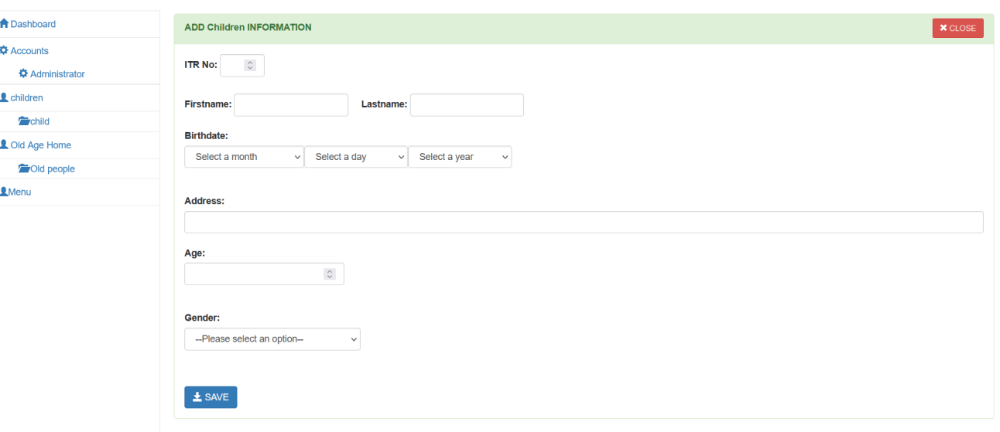 Dashboard
Accounts
Administrator
children
child
Old Age Home
Old people
Menu
ADD Children INFORMATION
CLOSE
ITR No:
Firstname: Lastname:
Birthdate:
Select a month Select a day Select a year
Address:
Age:
Gender:
--Please select an option--
SAVE